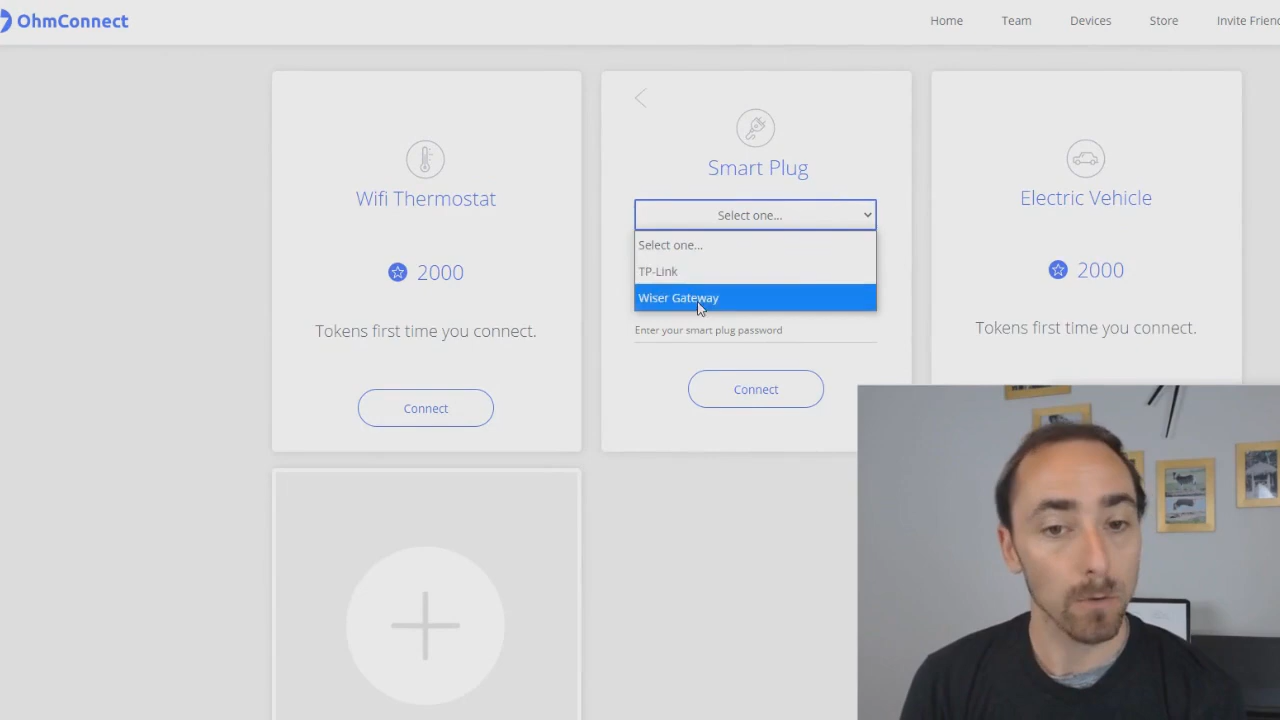 OhmConnect
Home
Team
Devices
Store
Invite Frien
Wifi Thermostat
2000
Tokens first time you connect.
Connect
Smart Plug
Select one...
Select one...
TP-Link
Wiser Gateway
Enter your smart plug password
Connect
Electric Vehicle
2000
Tokens first time you connect.